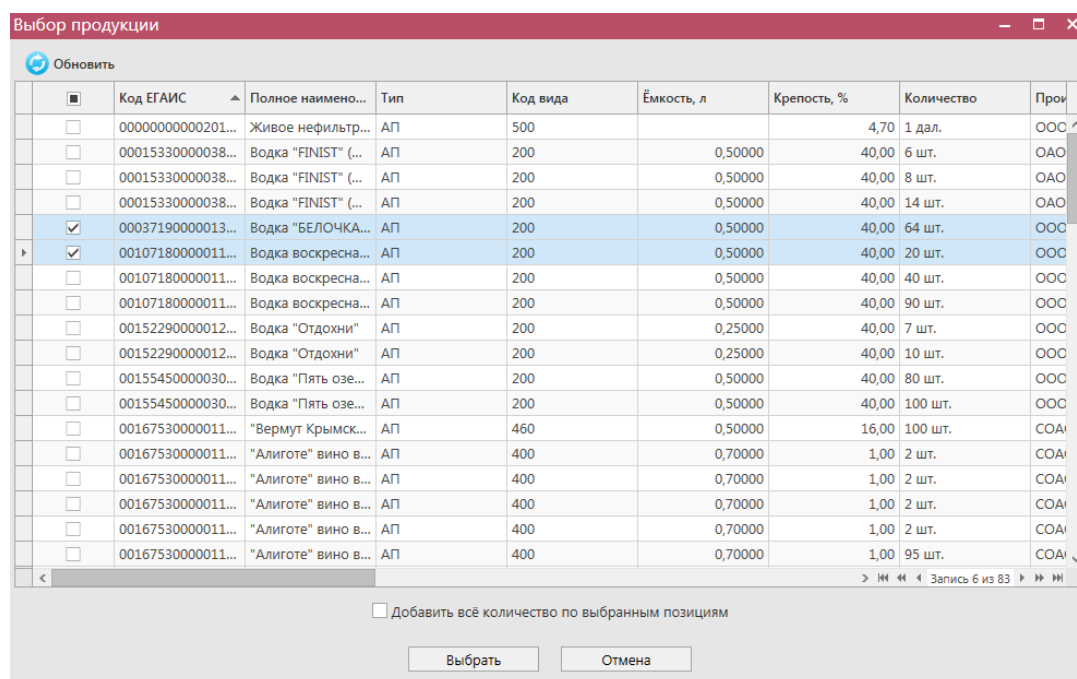 Выбор продукции
Обновить
Код ЕГАИС Полное наимено... Тип Код вида Ёмкость, л Крепость, % Количество Прои
00000000000201... Живое нефильтр... АП 500 4,70 1 дал. ООО
00015330000038... Водка "FINIST" (... АП 200 0,50000 40,00 6 шт. ОАО
00015330000038... Водка "FINIST" (... АП 200 0,50000 40,00 8 шт. ОАО
00015330000038... Водка "FINIST" (... АП 200 0,50000 40,00 14 шт. ОАО
00037190000013... Водка "БЕЛОЧКА... АП 200 0,50000 40,00 64 шт. ООО
00107180000011... Водка воскресна... АП 200 0,50000 40,00 20 шт. ООО
00107180000011... Водка воскресна... АП 200 0,50000 40,00 40 шт. ООО
00107180000011... Водка воскресна... АП 200 0,50000 40,00 90 шт. ООО
00152290000012... Водка "Отдохни" АП 200 0,25000 40,00 7 шт. ООО
00152290000012... Водка "Отдохни" АП 200 0,25000 40,00 10 шт. ООО
00155450000030... Водка "Пять озе... АП 200 0,50000 40,00 80 шт. ООО
00155450000030... Водка "Пять озе... АП 200 0,50000 40,00 100 шт. ООО
00167530000011... "Вермут Крымск... АП 460 0,50000 16,00 100 шт. СОА
00167530000011... "Алиготе" вино в... АП 400 0,70000 1,00 2 шт. СОА
00167530000011... "Алиготе" вино в... АП 400 0,70000 1,00 2 шт. СОА
00167530000011... "Алиготе" вино в... АП 400 0,70000 1,00 2 шт. СОА
00167530000011... "Алиготе" вино в... АП 400 0,70000 1,00 2 шт. СОА
00167530000011... "Алиготе" вино в... АП 400 0,70000 1,00 95 шт. СОА
Запись 6 из 83
Добавить всё количество по выбранным позициям
Выбрать Отмена